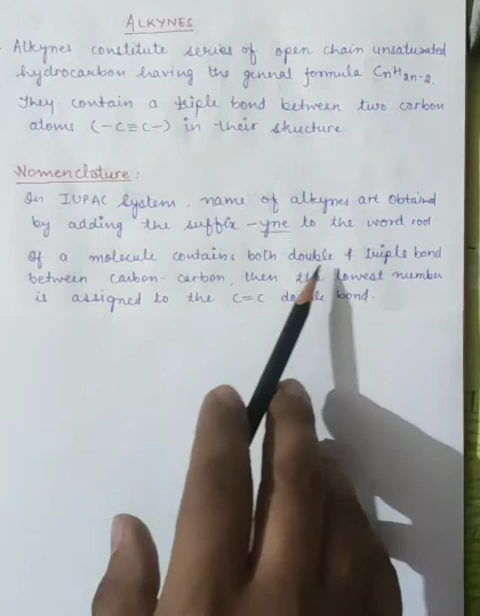 ALKYNES
Alkynes constitute series of open chain unsaturated
hydrocarbon having the general formula CnH2n-2.
They contain a triple bond between two carbon
atoms (-C≡C-) in their structure
Nomenclature:
In IUPAC System, name of alkynes are obtained
by adding the suffix -yne to the word root
If a molecule contains both double & triple bond
between carbon-carbon, then the lowest number
is assigned to the C=C double bond.